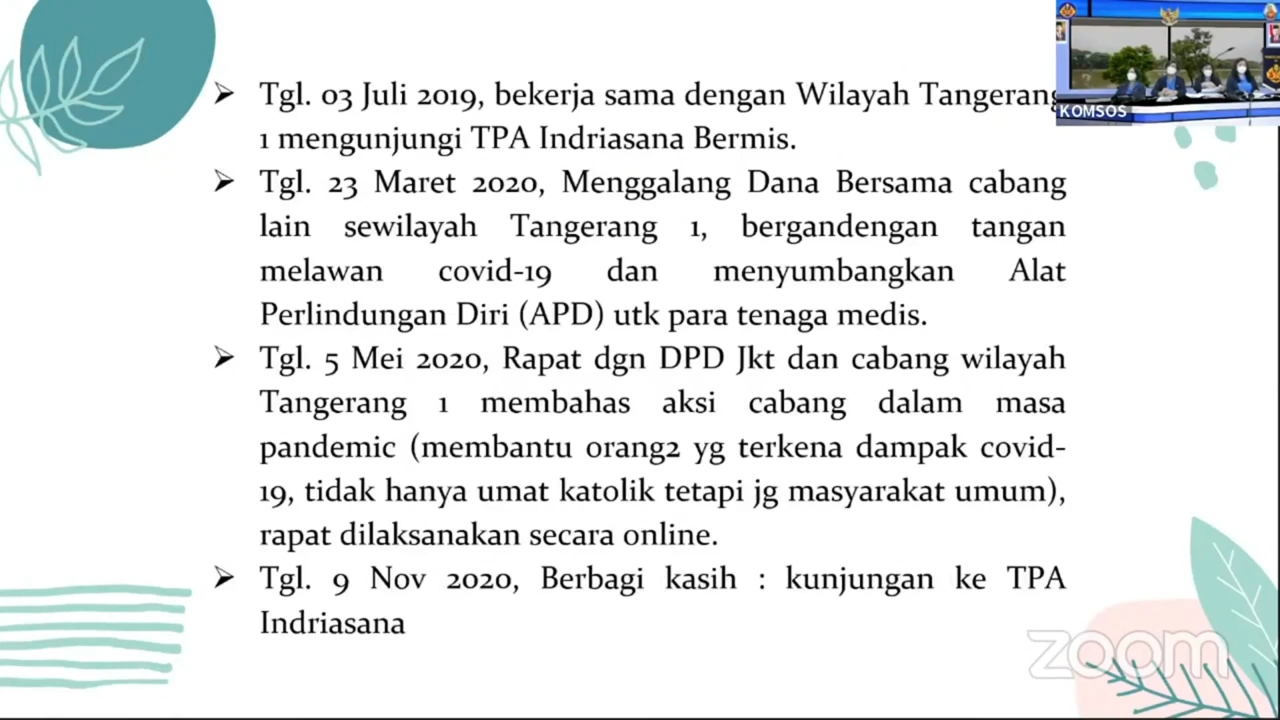 Tgl. 03 Juli 2019, bekerja sama dengan Wilayah Tangerang
1 mengunjungi TPA Indriasana Bermis.
Tgl. 23 Maret 2020, Menggalang Dana Bersama cabang
lain sewilayah Tangerang 1, bergandengan tangan
melawan covid-19 dan menyumbangkan Alat
Perlindungan Diri (APD) utk para tenaga medis.
Tgl. 5 Mei 2020, Rapat dgn DPD Jkt dan cabang wilayah
Tangerang 1 membahas aksi cabang dalam masa
pandemic (membantu orang2 yg terkena dampak covid-
19, tidak hanya umat katolik tetapi jg masyarakat umum),
rapat dilaksanakan secara online.
Tgl. 9 Nov 2020, Berbagi kasih : kunjungan ke TPA
Indriasana
KOMSOS
zoom